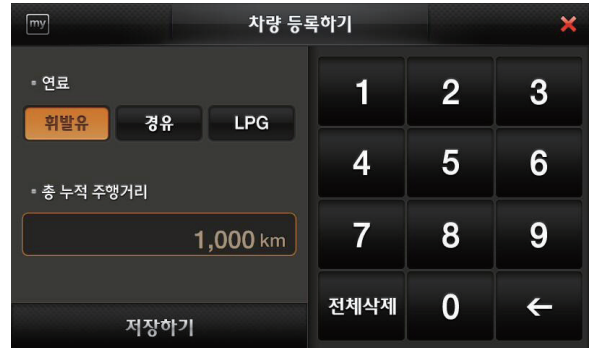 my
차량 등록하기
연료
휘발유 경유 LPG
총 누적 주행거리
1,000 km
저장하기
1 2 3
4 5 6
7 8 9
전체삭제 0 ←